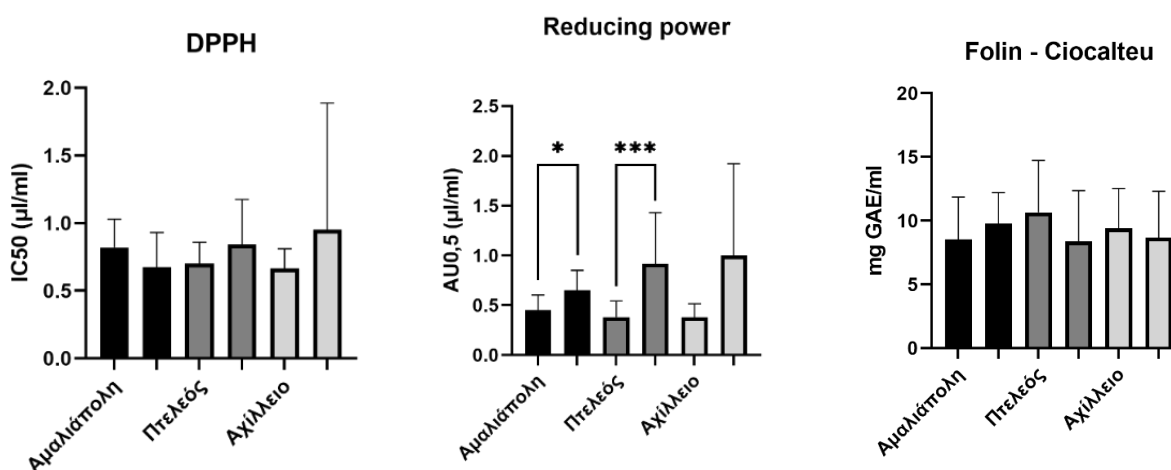 DPPH
IC50 (µl/ml)
2.0
1.5
1.0
0.5
0.0
Αμαλιάπολη
Πτελεός
Αχίλλειο
Reducing power
AU0,5 (µl/ml)
2.5
2.0
1.5
1.0
0.5
0.0
*
***
Αμαλιάπολη
Πτελεός
Αχίλλειο
Folin - Ciocalteu
mg GAE/ml
20
15
10
5
0
Αμαλιάπολη
Πτελεός
Αχίλλειο